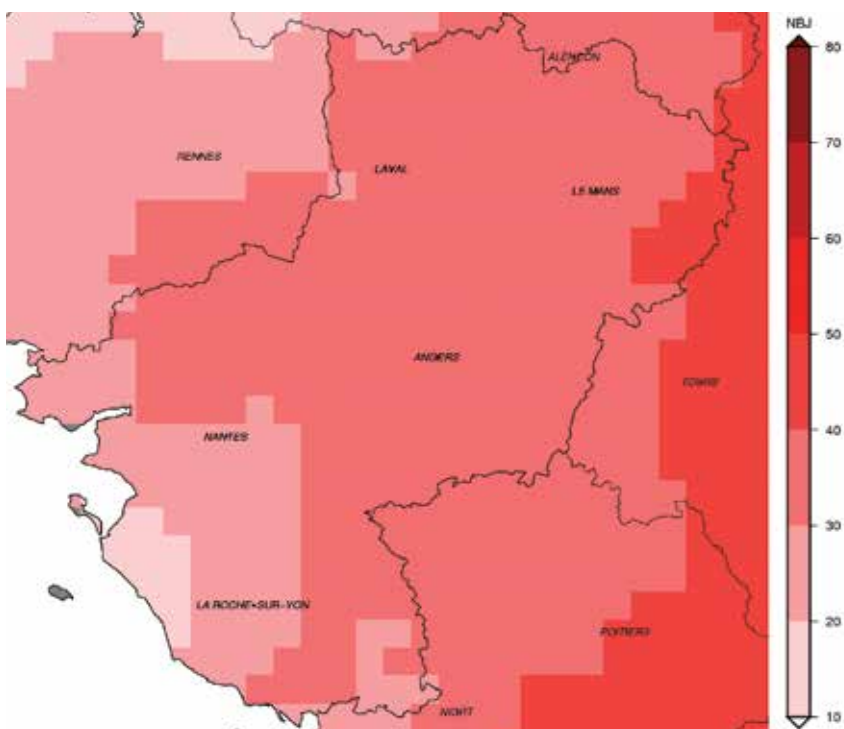 NBJ
80
ALENCON
70
RENNES
LAVAL
LE MANS
60
50
ANGERS
TOURS
40
NANTES
30
LA ROCHE-SUR-YON
20
POITIERS
NIORT
10